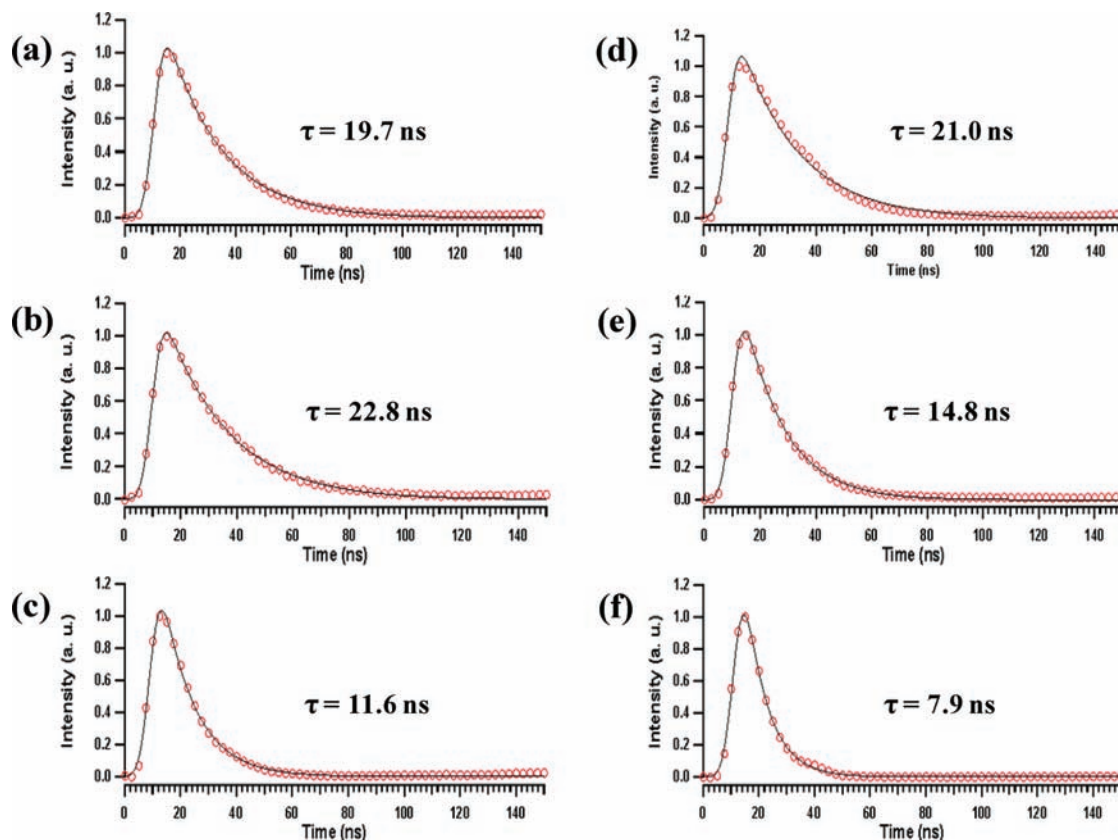 (a)
Intensity (a. u.)
1.2
1.0
0.8
0.6
0.4
0.2
0.0
τ = 19.7 ns
0 20 40 60 80 100 120 140
Time (ns)
(b)
Intensity (a. u.)
1.2
1.0
0.8
0.6
0.4
0.2
0.0
τ = 22.8 ns
0 20 40 60 80 100 120 140
Time (ns)
(c)
Intensity (a. u.)
1.2
1.0
0.8
0.6
0.4
0.2
0.0
τ = 11.6 ns
0 20 40 60 80 100 120 140
Time (ns)
(d)
Intensity (a. u.)
1.2
1.0
0.8
0.6
0.4
0.2
0.0
τ = 21.0 ns
0 20 40 60 80 100 120 140
Time (ns)
(e)
Intensity (a. u.)
1.2
1.0
0.8
0.6
0.4
0.2
0.0
τ = 14.8 ns
0 20 40 60 80 100 120 140
Time (ns)
(f)
Intensity (a. u.)
1.2
1.0
0.8
0.6
0.4
0.2
0.0
τ = 7.9 ns
0 20 40 60 80 100 120 140
Time (ns)